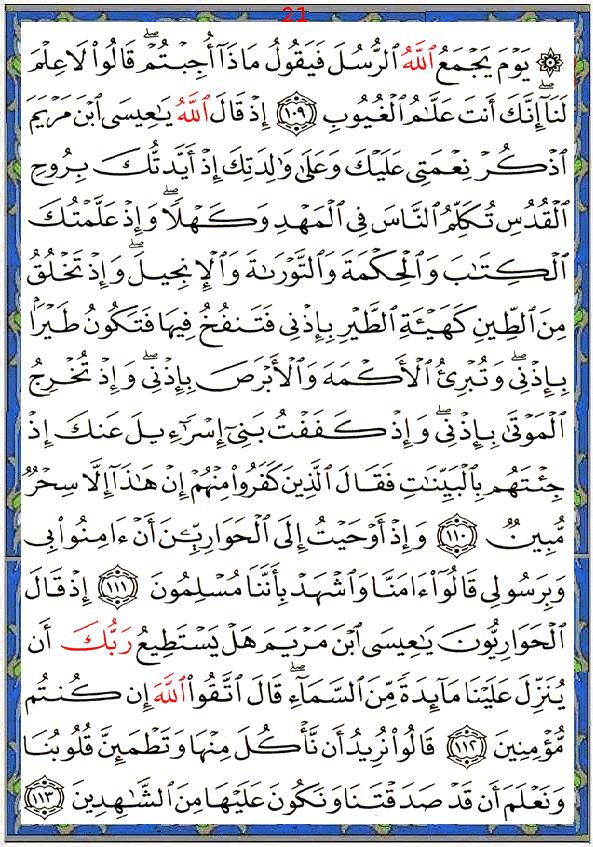 21
۞ يَوْمَ يَجْمَعُ ٱللَّهُ ٱلرُّسُلَ فَيَقُولُ مَاذَآ أُجِبْتُمْ ۖ قَالُوا۟ لَا عِلْمَ
لَنَآ ۖ إِنَّكَ أَنتَ عَلَّٰمُ ٱلْغُيُوبِ ١٠٩ إِذْ قَالَ ٱللَّهُ يَٰعِيسَى ٱبْنَ مَرْيَمَ
ٱذْكُرْ نِعْمَتِى عَلَيْكَ وَعَلَىٰ وَٰلِدَتِكَ إِذْ أَيَّدتُّكَ بِرُوحِ
ٱلْقُدُسِ تُكَلِّمُ ٱلنَّاسَ فِى ٱلْمَهْدِ وَكَهْلًا ۖ وَإِذْ عَلَّمْتُكَ
ٱلْكِتَٰبَ وَٱلْحِكْمَةَ وَٱلتَّوْرَىٰةَ وَٱلْإِنجِيلَ ۖ وَإِذْ تَخْلُقُ
مِنَ ٱلطِّينِ كَهَيْـَٔةِ ٱلطَّيْرِ بِإِذْنِى فَتَنفُخُ فِيهَا فَتَكُونُ طَيْرًۢا
بِإِذْنِى ۖ وَتُبْرِئُ ٱلْأَكْمَهَ وَٱلْأَبْرَصَ بِإِذْنِى ۖ وَإِذْ تُخْرِجُ
ٱلْمَوْتَىٰ بِإِذْنِى ۖ وَإِذْ كَفَفْتُ بَنِىٓ إِسْرَٰٓءِيلَ عَنكَ إِذْ
جِئْتَهُم بِٱلْبَيِّنَٰتِ فَقَالَ ٱلَّذِينَ كَفَرُوا۟ مِنْهُمْ إِنْ هَٰذَآ إِلَّا سِحْرٌ
مُّبِينٌ ١١٠ وَإِذْ أَوْحَيْتُ إِلَى ٱلْحَوَارِيِّـۧنَ أَنْ ءَامِنُوا۟ بِى
وَبِرَسُولِى قَالُوٓا۟ ءَامَنَّا وَٱشْهَدْ بِأَنَّنَا مُسْلِمُونَ ١١١ إِذْ قَالَ
ٱلْحَوَارِيُّونَ يَٰعِيسَى ٱبْنَ مَرْيَمَ هَلْ يَسْتَطِيعُ رَبُّكَ أَن
يُنَزِّلَ عَلَيْنَا مَآئِدَةً مِّنَ ٱلسَّمَآءِ ۖ قَالَ ٱتَّقُوا۟ ٱللَّهَ إِن كُنتُم
مُّؤْمِنِينَ ١١٢ قَالُوا۟ نُرِيدُ أَن نَّأْكُلَ مِنْهَا وَتَطْمَئِنَّ قُلُوبُنَا
وَنَعْلَمَ أَن قَدْ صَدَقْتَنَا وَنَكُونَ عَلَيْهَا مِنَ ٱلشَّٰهِدِينَ ١١٣